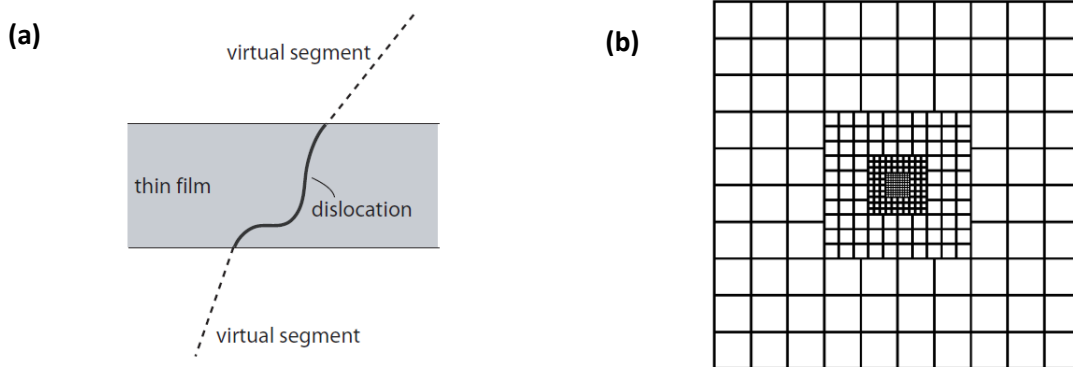 (a)
virtual segment
thin film
dislocation
virtual segment
(b)